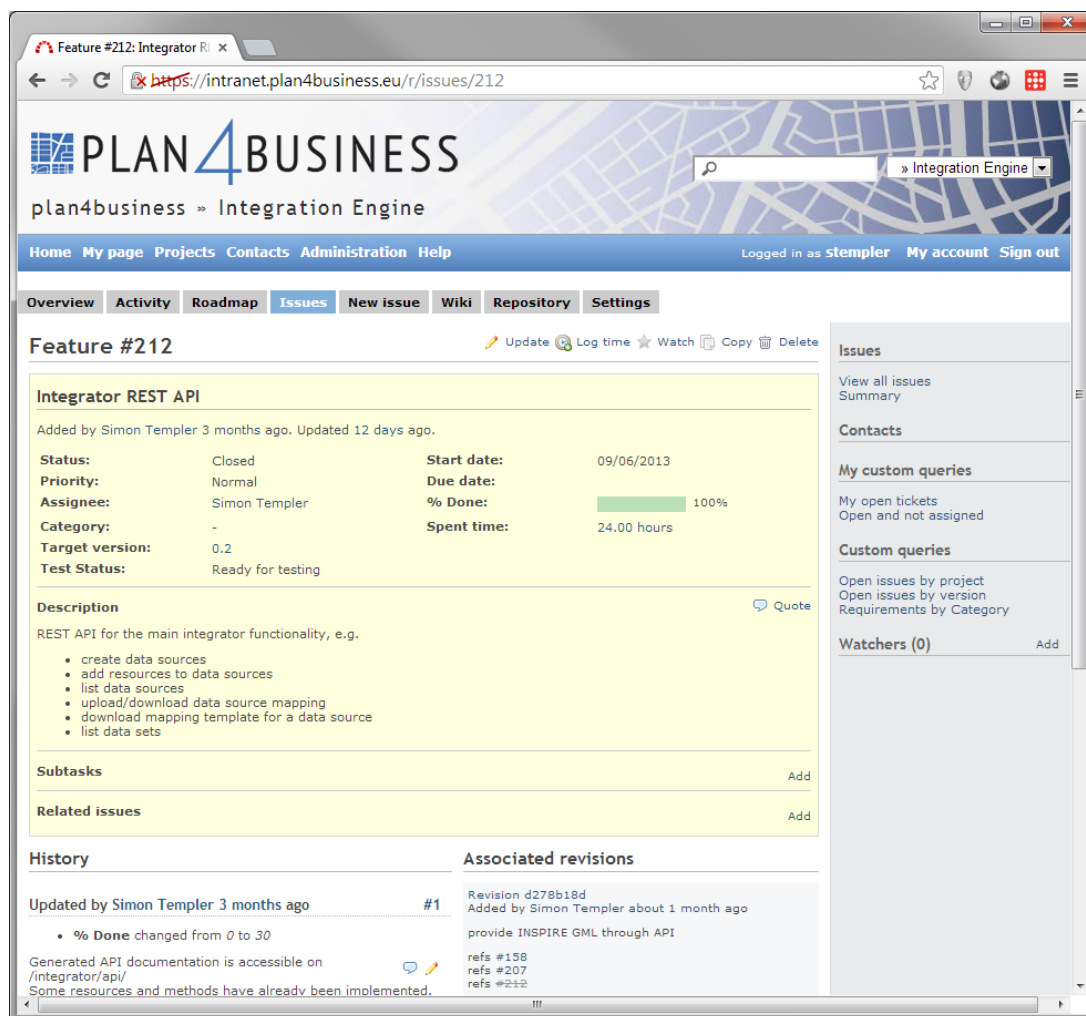 Feature #212: Integrator RI
https://intranet.plan4business.eu/r/issues/212
PLAN4BUSINESS
» Integration Engine
plan4business » Integration Engine
Home My page Projects Contacts Administration Help
Logged in as stempler My account Sign out
Overview Activity Roadmap Issues New issue Wiki Repository Settings
Feature #212
Update Log time Watch Copy Delete
Integrator REST API
Added by Simon Templer 3 months ago. Updated 12 days ago.
Status: Closed Start date: 09/06/2013
Priority: Normal Due date:
Assignee: Simon Templer % Done: 100%
Category: - Spent time: 24.00 hours
Target version: 0.2
Test Status: Ready for testing
Description Quote
REST API for the main integrator functionality, e.g.
• create data sources
• add resources to data sources
• list data sources
• upload/download data source mapping
• download mapping template for a data source
• list data sets
Subtasks Add
Related issues Add
History
Updated by Simon Templer 3 months ago #1
• % Done changed from 0 to 30
Generated API documentation is accessible on
/integrator/api/
Some resources and methods have already been implemented.
Associated revisions
Revision d278b18d
Added by Simon Templer about 1 month ago
provide INSPIRE GML through API
refs #158
refs #207
refs #212
Issues
View all issues
Summary
Contacts
My custom queries
My open tickets
Open and not assigned
Custom queries
Open issues by project
Open issues by version
Requirements by Category
Watchers (0) Add